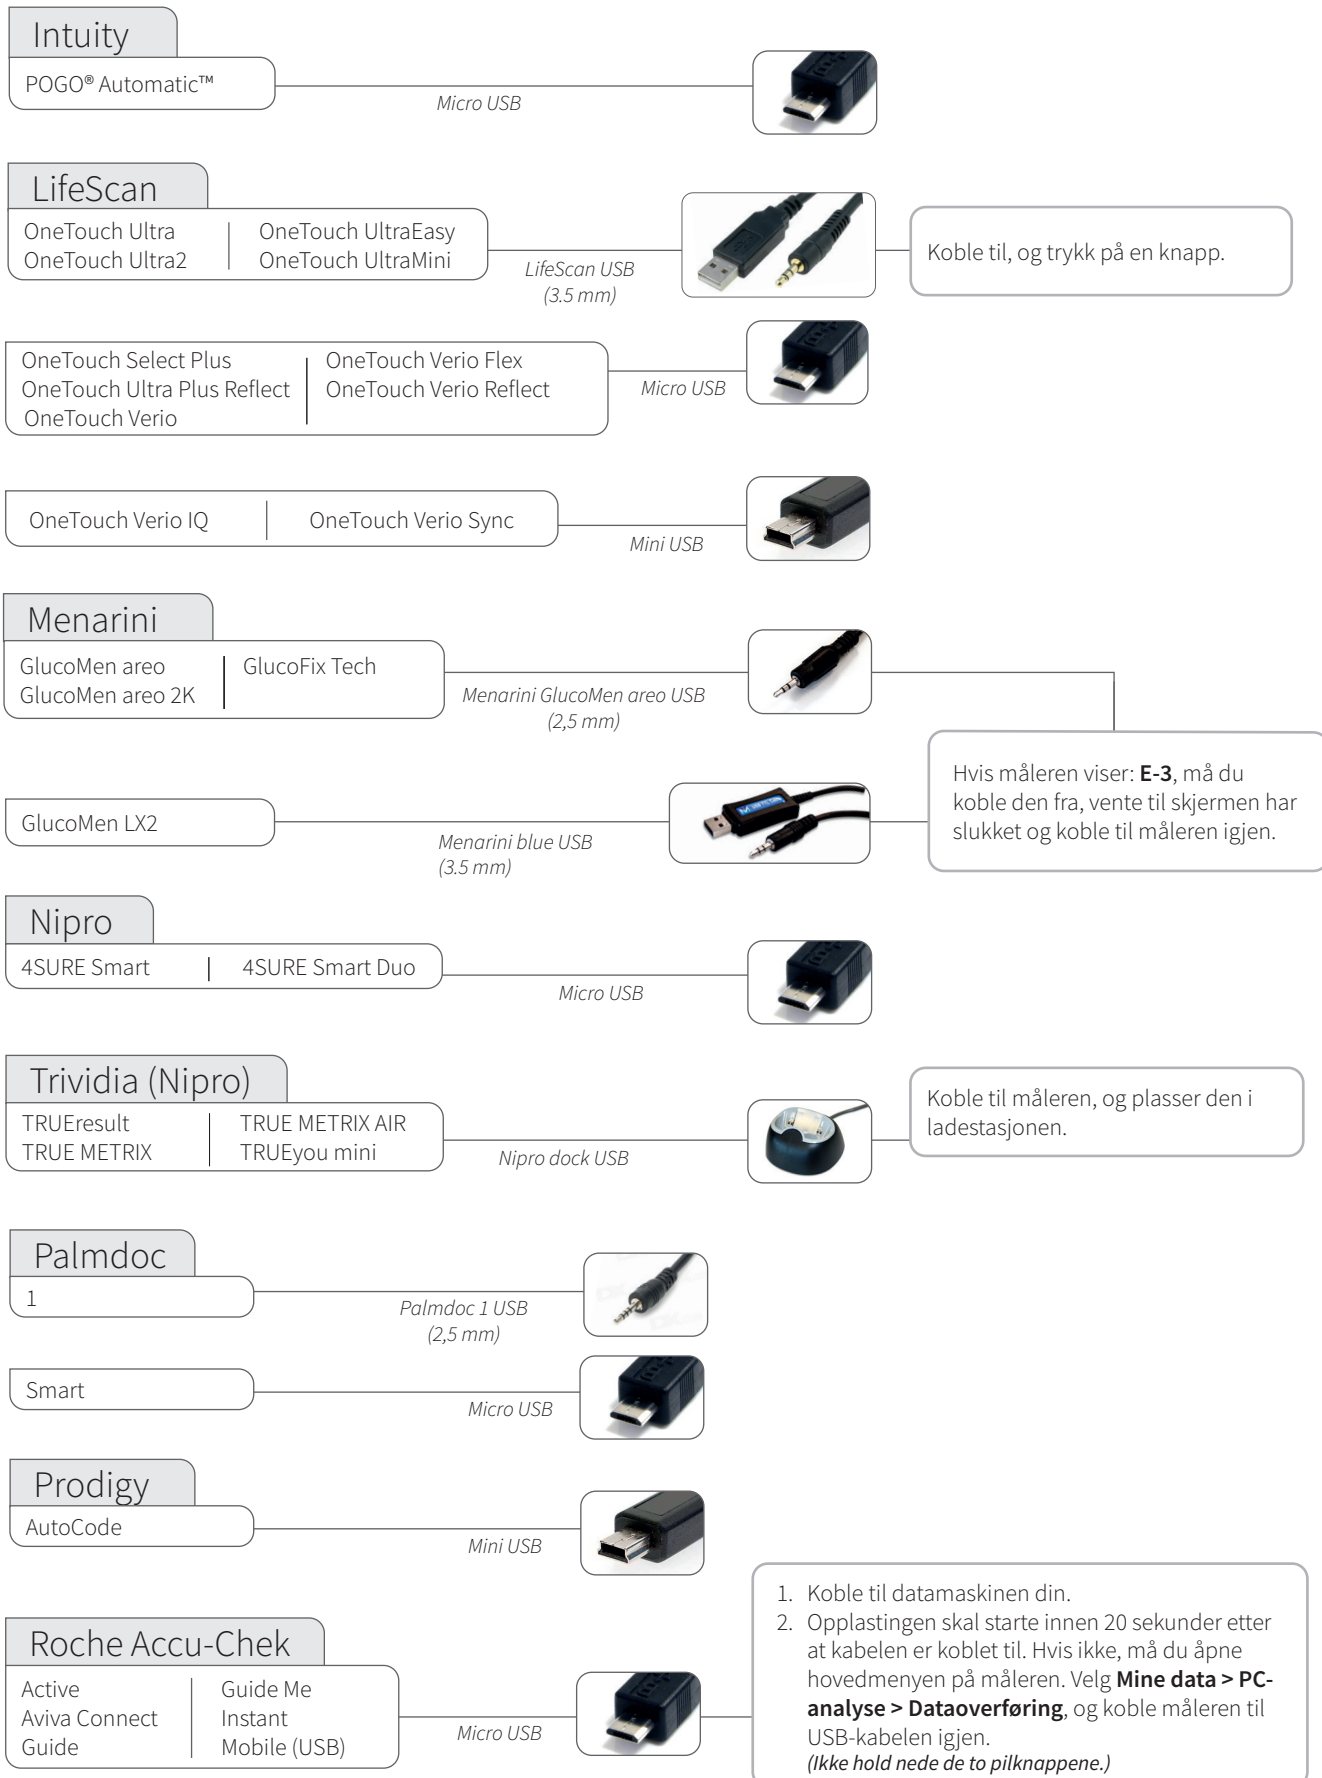 Intuity
POGO® Automatic™
Micro USB
LifeScan
OneTouch Ultra
OneTouch Ultra2
OneTouch UltraEasy
OneTouch UltraMini
LifeScan USB
(3.5 mm)
Koble til, og trykk på en knapp.
OneTouch Select Plus
OneTouch Ultra Plus Reflect
OneTouch Verio
OneTouch Verio Flex
OneTouch Verio Reflect
Micro USB
OneTouch Verio IQ
OneTouch Verio Sync
Mini USB
Menarini
GlucoMen areo
GlucoMen areo 2K
GlucoFix Tech
Menarini GlucoMen areo USB
(2,5 mm)
Hvis måleren viser: E-3, må du
koble den fra, vente til skjermen har
slukket og koble til måleren igjen.
GlucoMen LX2
Menarini blue USB
(3.5 mm)
Nipro
4SURE Smart
4SURE Smart Duo
Micro USB
Trividia (Nipro)
TRUEresult
TRUE METRIX
TRUE METRIX AIR
TRUEyou mini
Nipro dock USB
Koble til måleren, og plasser den i
ladestasjonen.
Palmdoc
1
Palmdoc 1 USB
(2,5 mm)
Smart
Micro USB
Prodigy
AutoCode
Mini USB
Roche Accu-Chek
Active
Aviva Connect
Guide
Guide Me
Instant
Mobile (USB)
Micro USB
1. Koble til datamaskinen din.
2. Opplastingen skal starte innen 20 sekunder etter
at kabelen er koblet til. Hvis ikke, må du åpne
hovedmenyen på måleren. Velg Mine data > PC-
analyse > Dataoverføring, og koble måleren til
USB-kabelen igjen.
(Ikke hold nede de to pilknappene.)